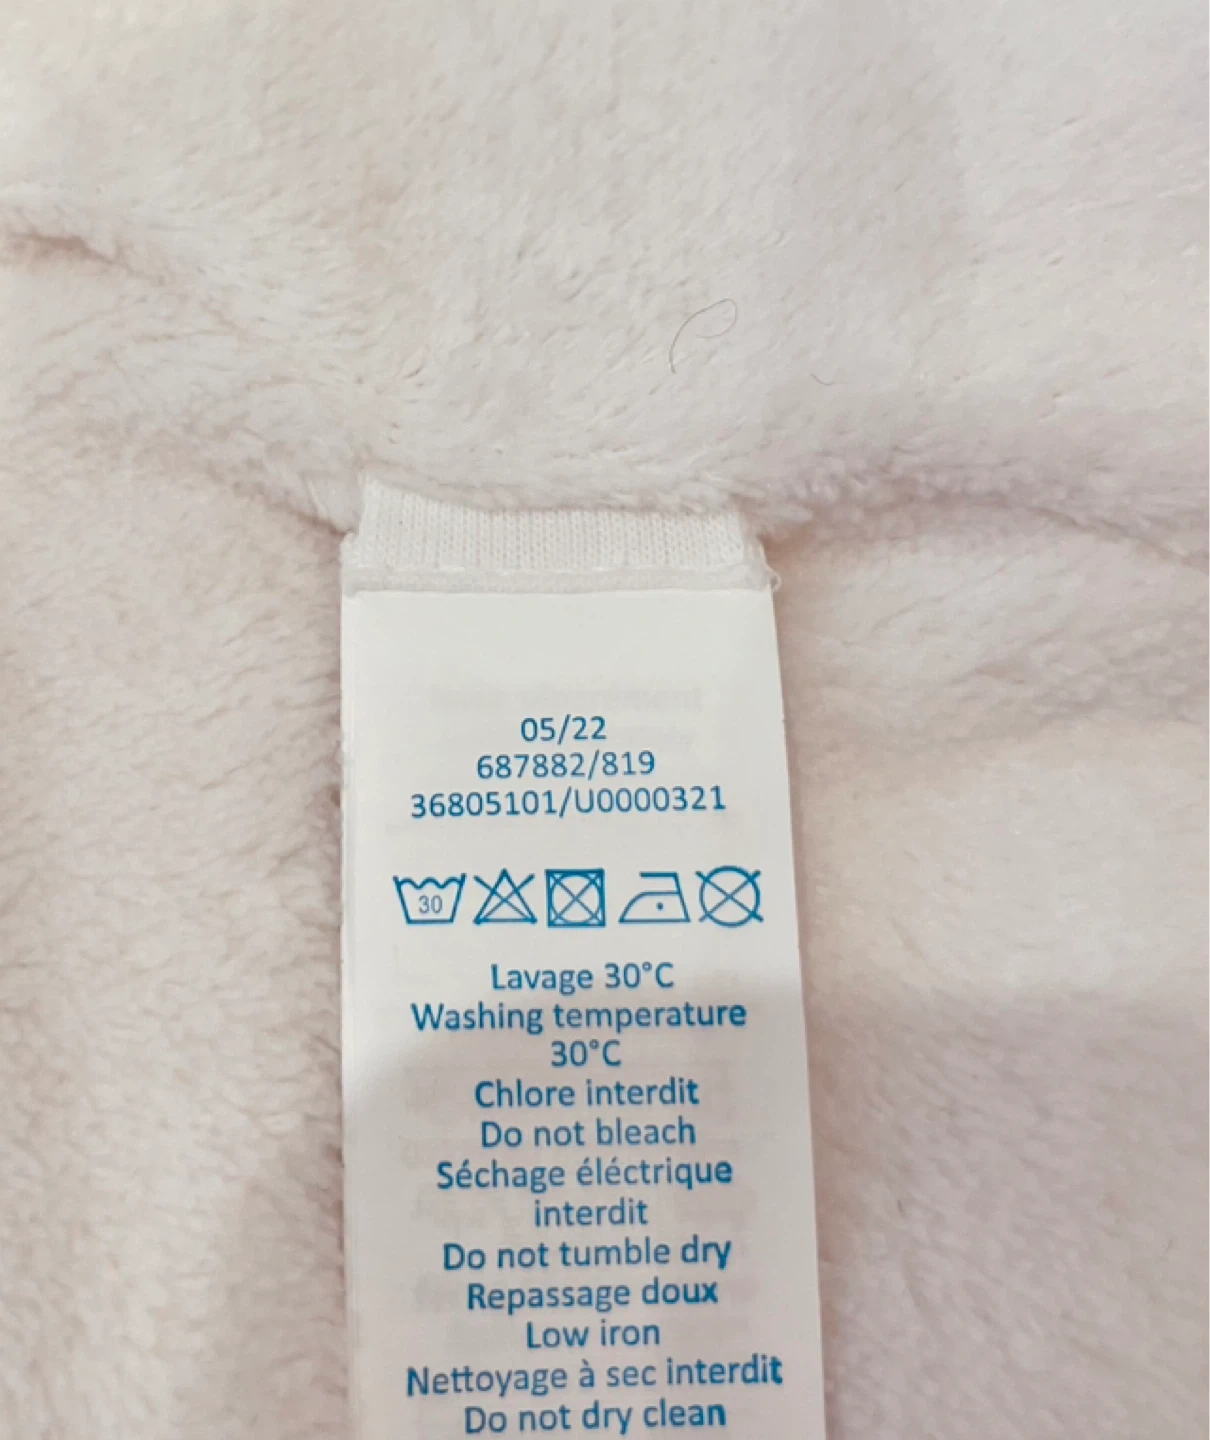 05/22
687882/819
36805101/U0000321
30
Lavage 30°C
Washing temperature
30°C
Chlore interdit
Do not bleach
Séchage éléctrique
interdit
Do not tumble dry
Repassage doux
Low iron
Nettoyage à sec interdit
Do not dry clean